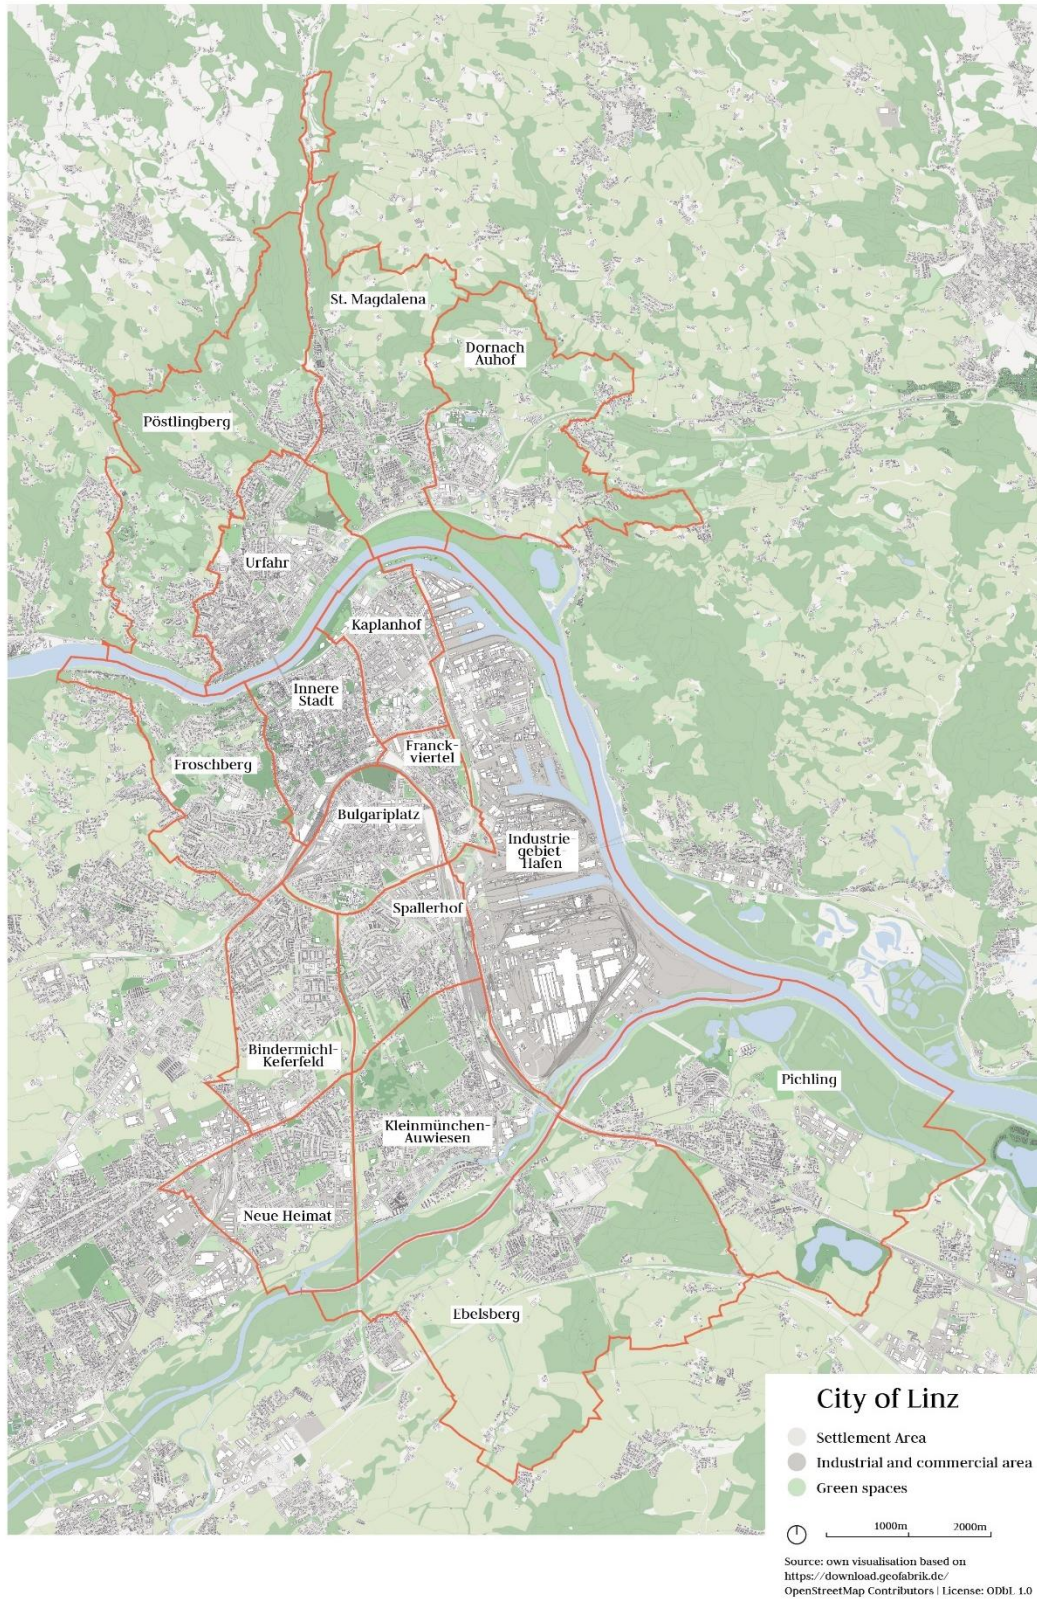 St. Magdalena
Dornach
Auhof
Pöstlingberg
Urfahr
Kaplanhof
Innere
Stadt
Franck-
viertel
Froschberg
Bulgariplatz
Industrie
gebiet-
Hafen
Spallerhof
Bindermichl-
Keferfeld
Pichling
Kleinmünchen-
Auwiesen
Neue Heimat
Ebelsberg
City of Linz
Settlement Area
Industrial and commercial area
Green spaces
1000m 2000m
Source: own visualisation based on
https://download.geofabrik.de/
OpenStreetMap Contributors | License: ODbL 1.0